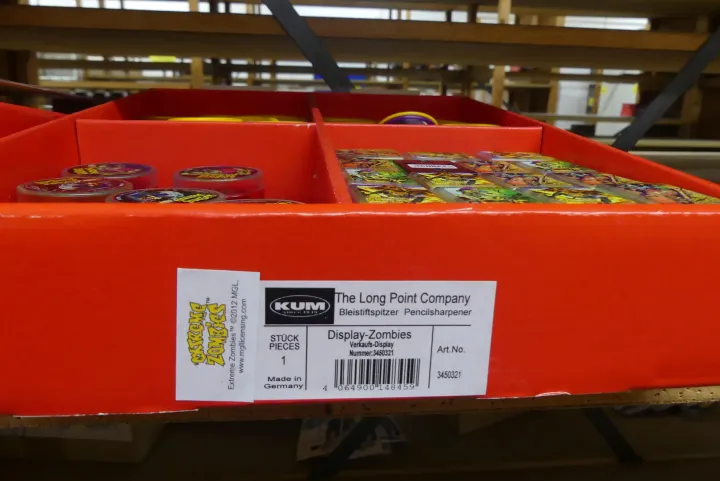 EXTREME
ZOMBIES™
Extreme Zombies™ ©2012 MGL,
www.mgllicensing.com
KUM
The Long Point Company
Bleistiftspitzer Pencilsharpener
STÜCK
PIECES
1
Made in
Germany
Display-Zombies
Verkaufs-Display
Nummer:3450321
4 064900 148459
Art.No.
3450321